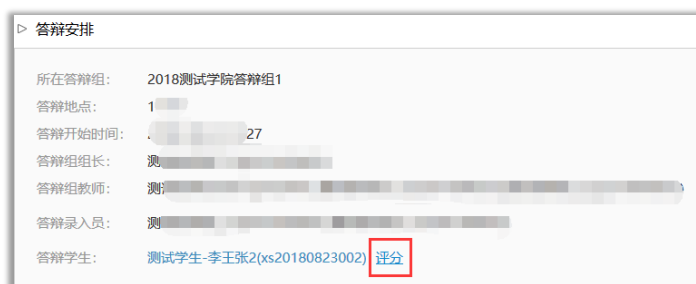 答辩安排
所在答辩组： 2018测试学院答辩组1
答辩地点： 1
答辩开始时间： 27
答辩组组长： 测
答辩组教师： 测
答辩录入员： 测
答辩学生： 测试学生-李王张2(xs20180823002) 评分